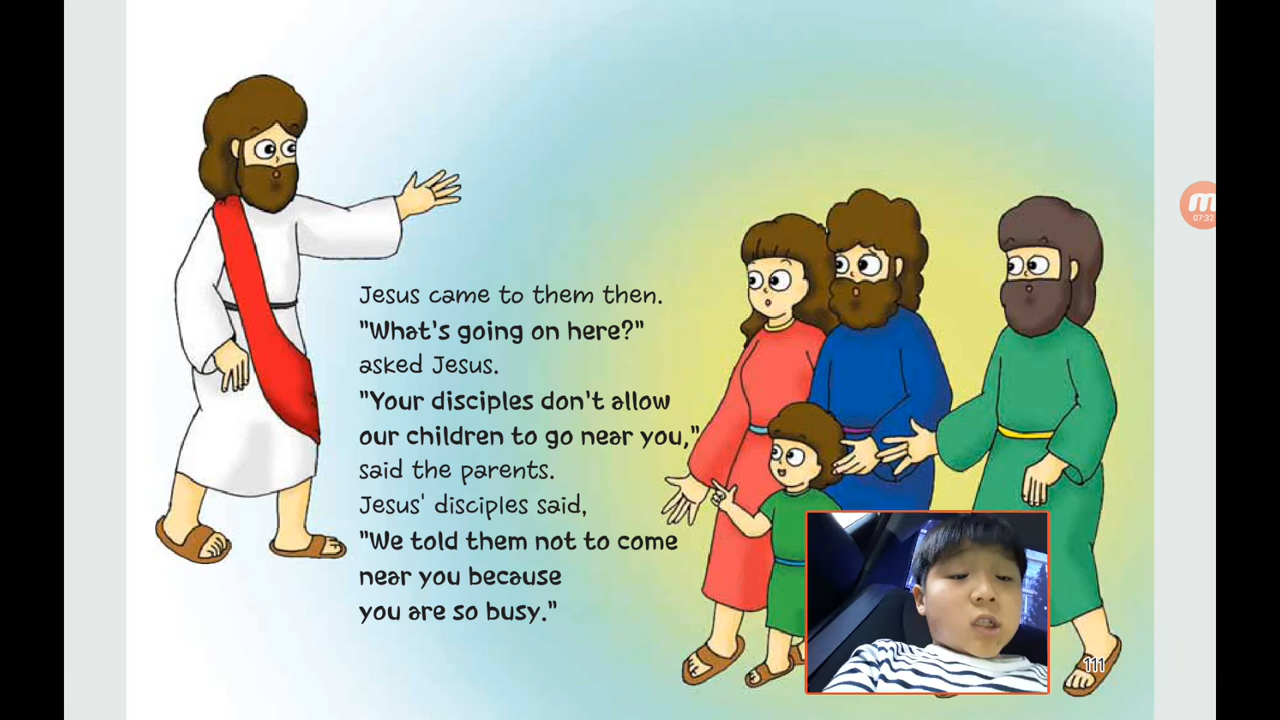 Jesus came to them then.
"What's going on here?"
asked Jesus.
"Your disciples don't allow
our children to go near you,"
said the parents.
Jesus' disciples said,
"We told them not to come
near you because
you are so busy."
111
07:32